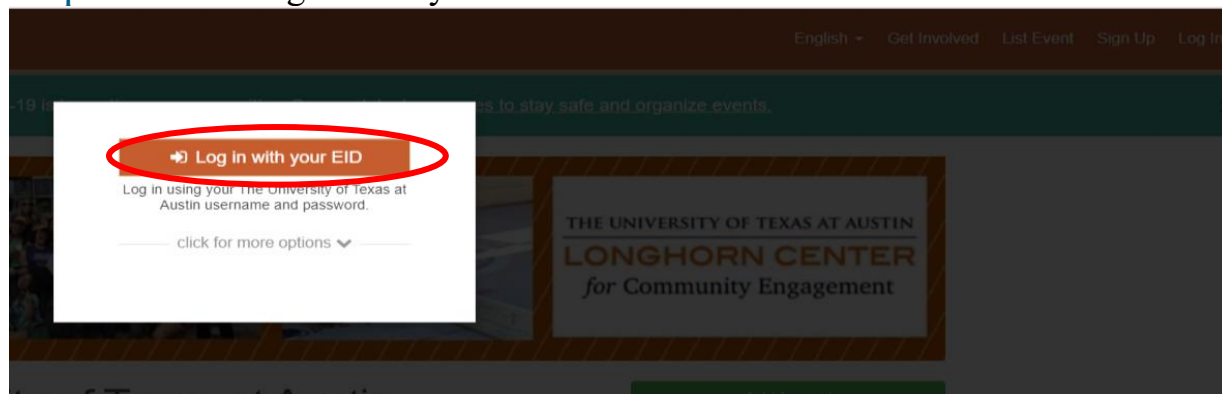 English Get Involved List Event Sign Up Log In
-19 is
es to stay safe and organize events.
Log in with your EID
Log in using your The University of Texas at
Austin username and password.
click for more options
THE UNIVERSITY OF TEXAS AT AUSTIN
LONGHORN CENTER
for Community Engagement